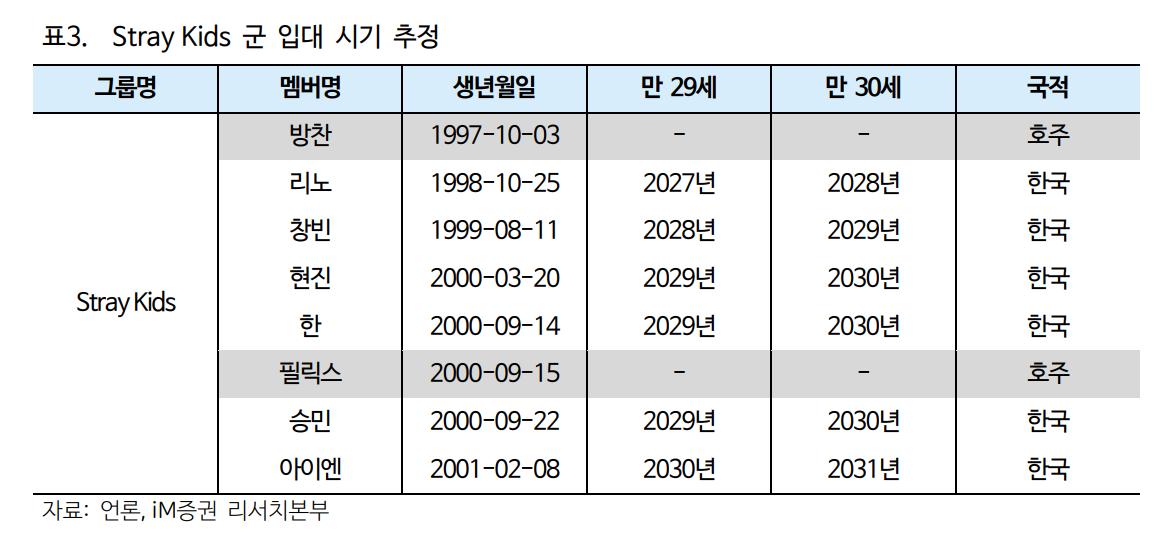 표3. Stray Kids 군 입대 시기 추정
그룹명 멤버명 생년월일 만 29세 만 30세 국적
방찬 1997-10-03 - - 호주
리노 1998-10-25 2027년 2028년 한국
창빈 1999-08-11 2028년 2029년 한국
현진 2000-03-20 2029년 2030년 한국
Stray Kids
한 2000-09-14 2029년 2030년 한국
필릭스 2000-09-15 - - 호주
승민 2000-09-22 2029년 2030년 한국
아이엔 2001-02-08 2030년 2031년 한국
자료: 언론, iM증권 리서치본부